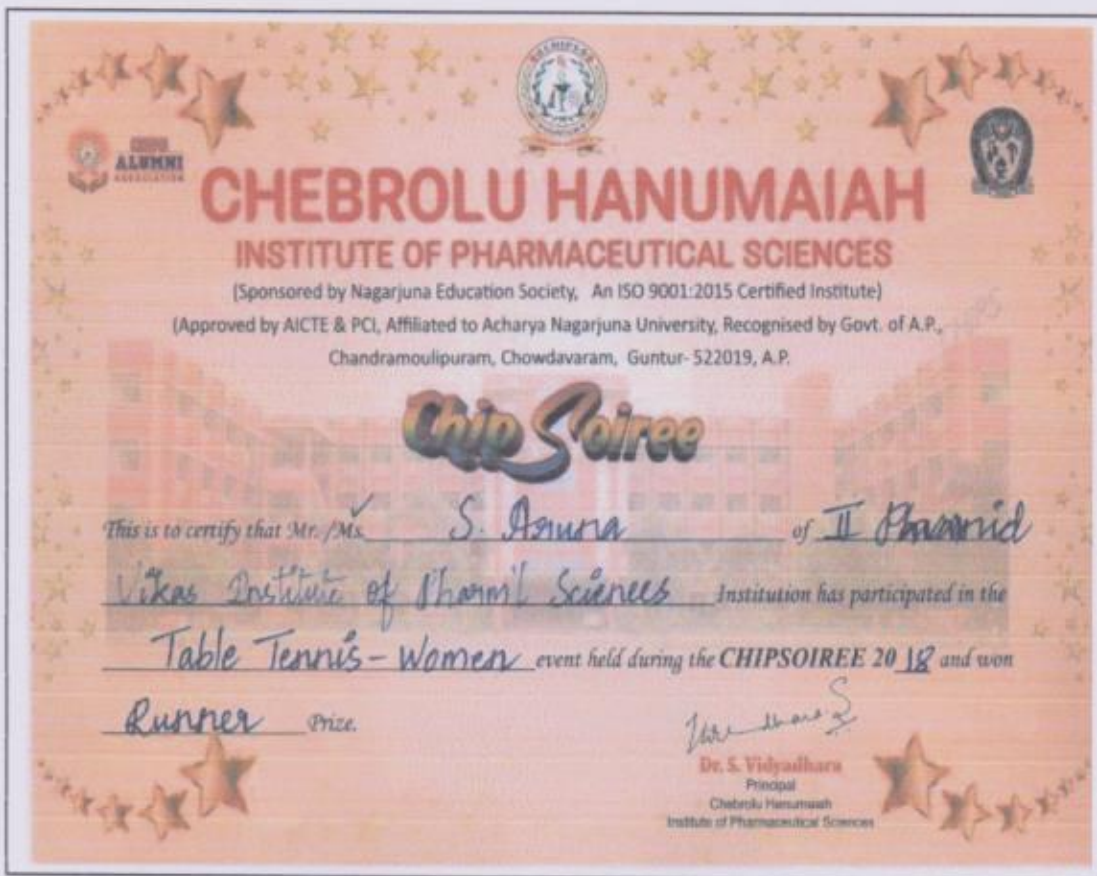 ALUMNI
ASSOCIATION
CHEBROLU HANUMAIAH
INSTITUTE OF PHARMACEUTICAL SCIENCES
(Sponsored by Nagarjuna Education Society, An ISO 9001:2015 Certified Institute)
(Approved by AICTE & PCI, Affiliated to Acharya Nagarjuna University, Recognised by Govt. of A.P.,
Chandramoulipuram, Chowdavaram, Guntur- 522019, A.P.
Chip Soiree
This is to certify that Mr./Ms. ✓ S. Aruna of II
Vikas Institute of Pharm'l Sciences Institution has participated in the
Table Tennis - Women event held during the CHIPSOIREE 2018 and won
Runner Prize.
Dr. S. Vidyadhara
Principal
Chebrolu Hanumaiah
Institute of Pharmaceutical Sciences